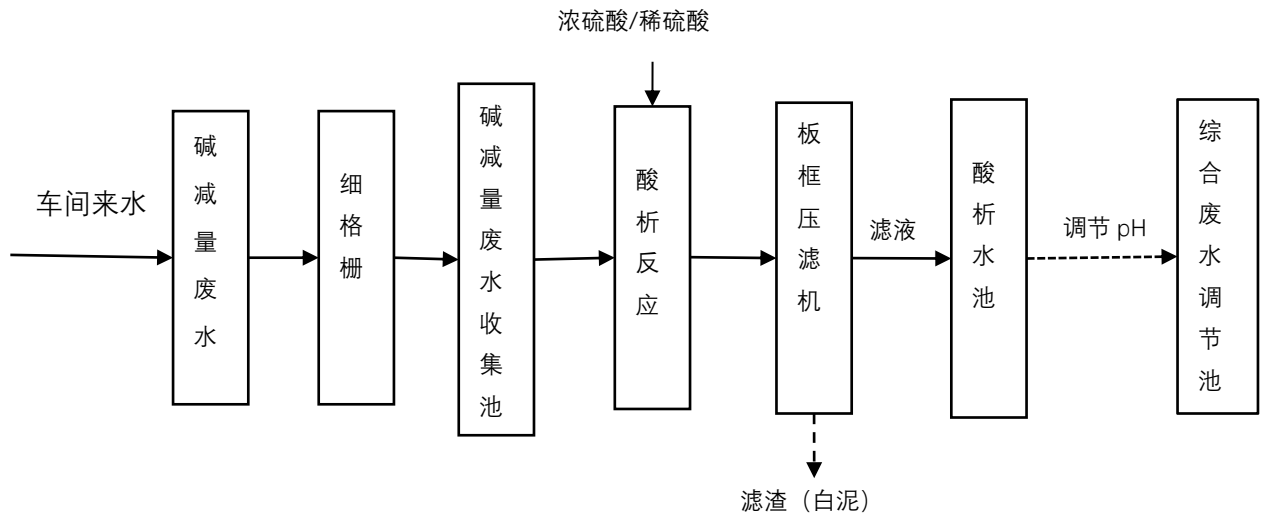 浓硫酸/稀硫酸
车间来水
碱减量废水
细格栅
碱减量废水收集池
酸析反应
板框压滤机
滤液
酸析水池
调节 pH
综合废水调节池
滤渣（白泥）